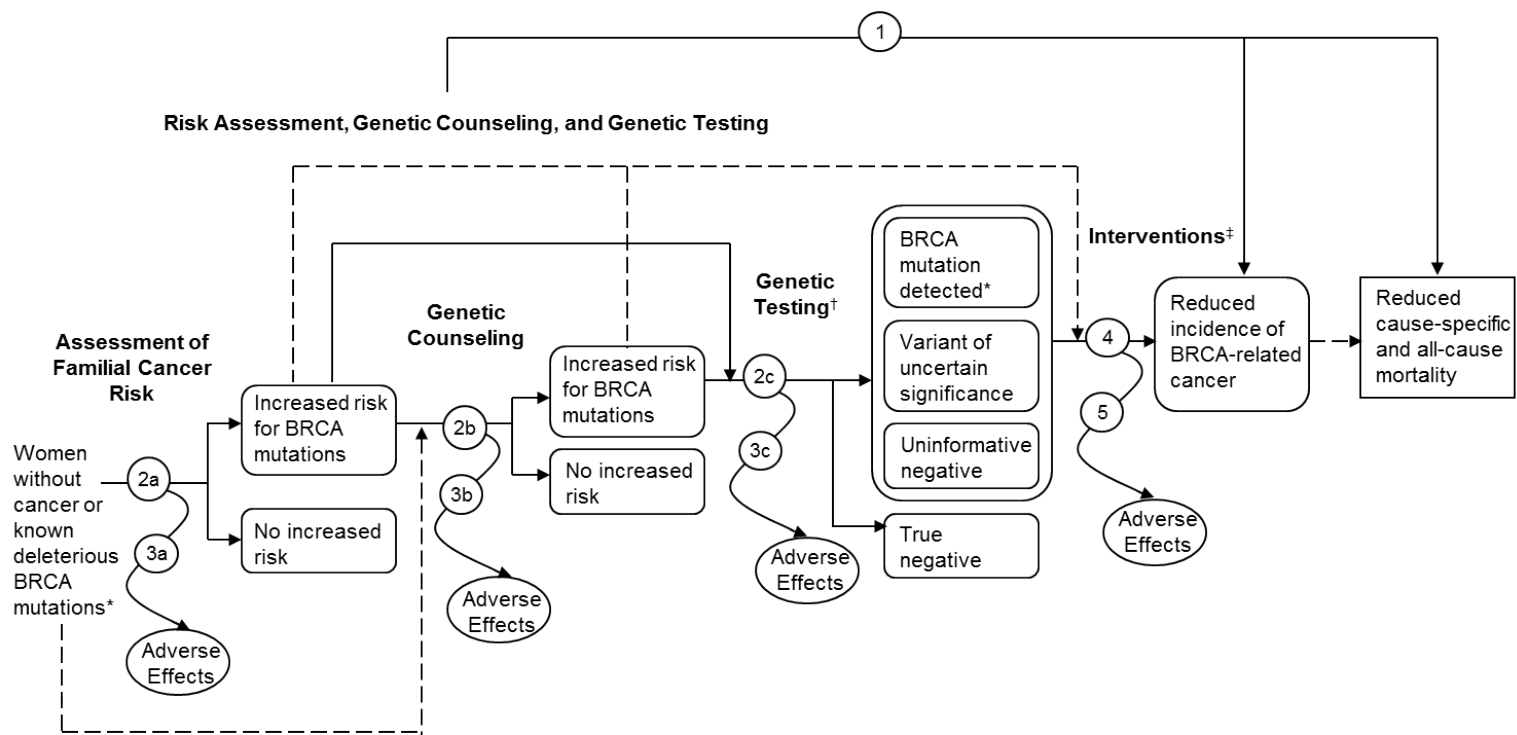 1
Risk Assessment, Genetic Counseling, and Genetic Testing
Assessment of
Familial Cancer
Risk
Women
without
cancer or
known
deleterious
BRCA
mutations*
2a
3a
Adverse
Effects
Increased risk
for BRCA
mutations
No increased
risk
Genetic
Counseling
2b
3b
Adverse
Effects
Increased risk
for BRCA
mutations
No increased
risk
Genetic
Testing†
2c
3c
Adverse
Effects
BRCA
mutation
detected*
Variant of
uncertain
significance
Uninformative
negative
True
negative
Interventions‡
4
5
Adverse
Effects
Reduced
incidence of
BRCA-related
cancer
Reduced
cause-specific
and all-cause
mortality